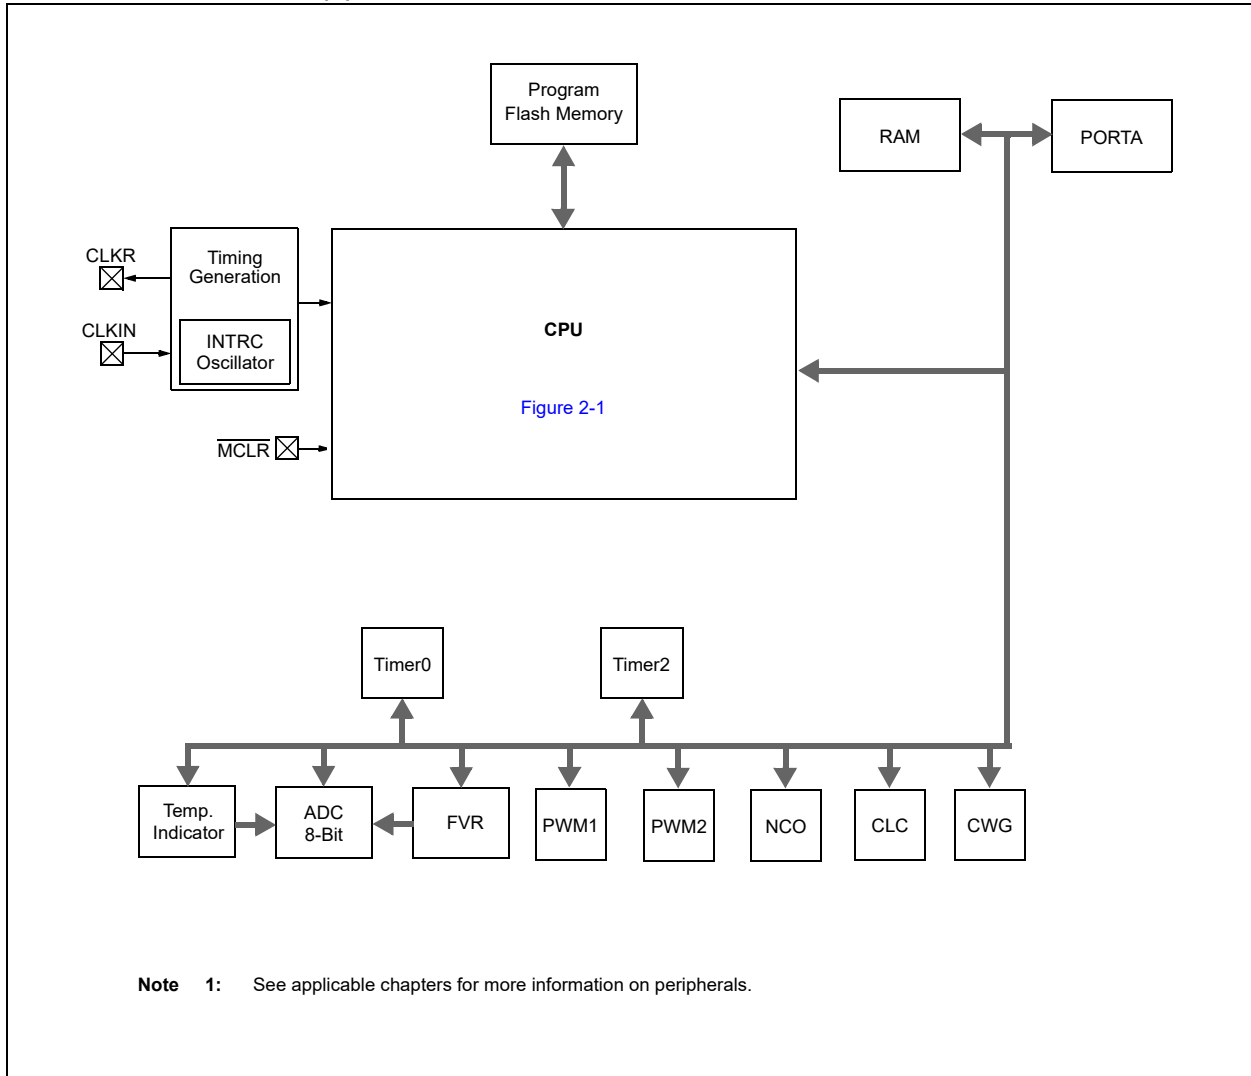 Program
Flash Memory
RAM
PORTA
CLKR
Timing
Generation
CLKIN
INTRC
Oscillator
CPU
Figure 2-1
MCLR
Timer0
Timer2
Temp.
Indicator
ADC
8-Bit
FVR
PWM1
PWM2
NCO
CLC
CWG
Note 1: See applicable chapters for more information on peripherals.